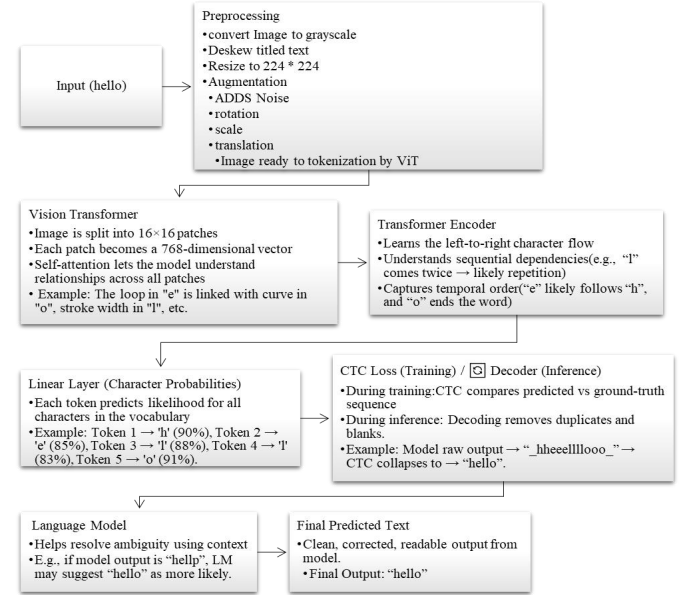 Input (hello)
Preprocessing
•convert Image to grayscale
•Deskew titled text
•Resize to 224 * 224
•Augmentation
•ADDS Noise
•rotation
•scale
•translation
•Image ready to tokenization by ViT
Vision Transformer
•Image is split into 16×16 patches
•Each patch becomes a 768-dimensional vector
•Self-attention lets the model understand
relationships across all patches
• Example: The loop in "e" is linked with curve in
"o", stroke width in "l", etc.
Transformer Encoder
•Learns the left-to-right character flow
•Understands sequential dependencies(e.g., “l”
comes twice → likely repetition)
•Captures temporal order(“e” likely follows “h”,
and “o” ends the word)
Linear Layer (Character Probabilities)
•Each token predicts likelihood for all
characters in the vocabulary
•Example: Token 1 → 'h' (90%), Token 2 →
'e' (85%), Token 3 → 'l' (88%), Token 4 → 'l'
(83%), Token 5 → 'o' (91%).
CTC Loss (Training) / 🔄 Decoder (Inference)
•During training:CTC compares predicted vs ground-truth
sequence
•During inference: Decoding removes duplicates and
blanks.
•Example: Model raw output → “_hheellllooo_”→
CTC collapses to → “hello”.
Language Model
•Helps resolve ambiguity using context
•E.g., if model output is “hellp”, LM
may suggest “hello” as more likely.
Final Predicted Text
•Clean, corrected, readable output from
model.
•Final Output: “hello”